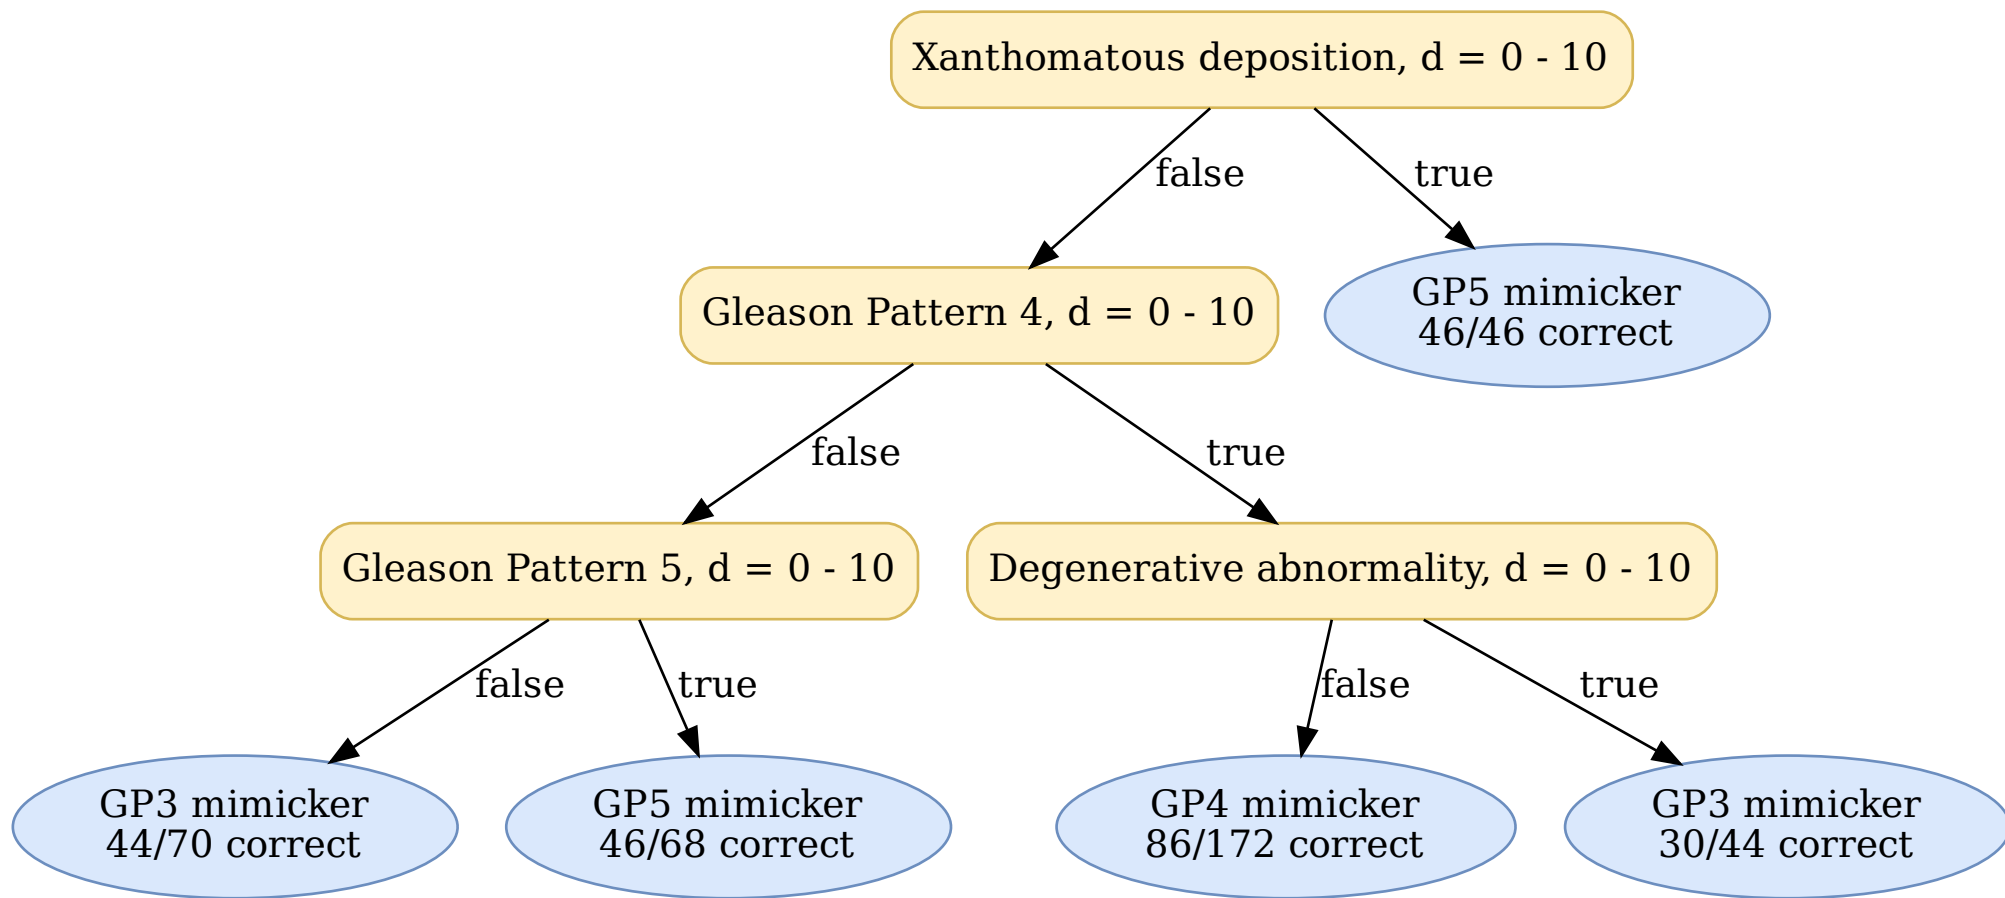 Xanthomatous deposition, d = 0 - 10
false
true
Gleason Pattern 4, d = 0 - 10
GP5 mimicker
46/46 correct
false
true
Gleason Pattern 5, d = 0 - 10
Degenerative abnormality, d = 0 - 10
false
true
false
true
GP3 mimicker
44/70 correct
GP5 mimicker
46/68 correct
GP4 mimicker
86/172 correct
GP3 mimicker
30/44 correct